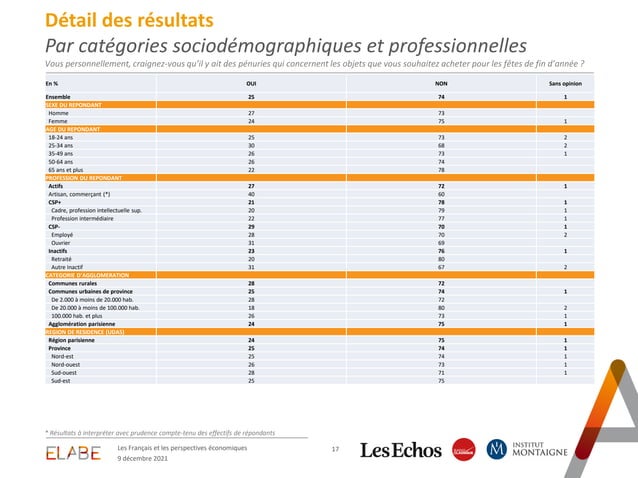 Détail des résultats
Par catégories sociodémographiques et professionnelles
Vous personnellement, craignez-vous qu'il y ait des pénuries qui concernent les objets que vous souhaitez acheter pour les fêtes de fin d'année ?
En % OUI NON Sans opinion
Ensemble 25 74 1
SEXE DU REPONDANT
Homme 27 73
Femme 24 75 1
AGE DU REPONDANT
18-24 ans 25 73 2
25-34 ans 30 68 2
35-49 ans 26 73 1
50-64 ans 26 74
65 ans et plus 22 78
PROFESSION DU REPONDANT
Actifs 27 72 1
Artisan, commerçant (*) 40 60
CSP+ 21 78 1
Cadre, profession intellectuelle sup. 20 79 1
Profession intermédiaire 22 77 1
CSP- 29 70 1
Employé 28 70 2
Ouvrier 31 69
Inactifs 23 76 1
Retraité 20 80
Autre Inactif 31 67 2
CATEGORIE D'AGGLOMERATION
Communes rurales 28 72
Communes urbaines de province 25 74 1
De 2.000 à moins de 20.000 hab. 28 72
De 20.000 à moins de 100.000 hab. 18 80 2
100.000 hab. et plus 26 73 1
Agglomération parisienne 24 75 1
REGION DE RESIDENCE (UDA5)
Région parisienne 24 75 1
Province 25 74 1
Nord-est 25 74 1
Nord-ouest 26 73 1
Sud-ouest 28 71 1
Sud-est 25 75
* Résultats à interpréter avec prudence compte-tenu des effectifs de répondants
ELABE
Les Français et les perspectives économiques
9 décembre 2021
17
LesEchos
RADIO CLASSIQUE
INSTITUT
MONTAIGNE